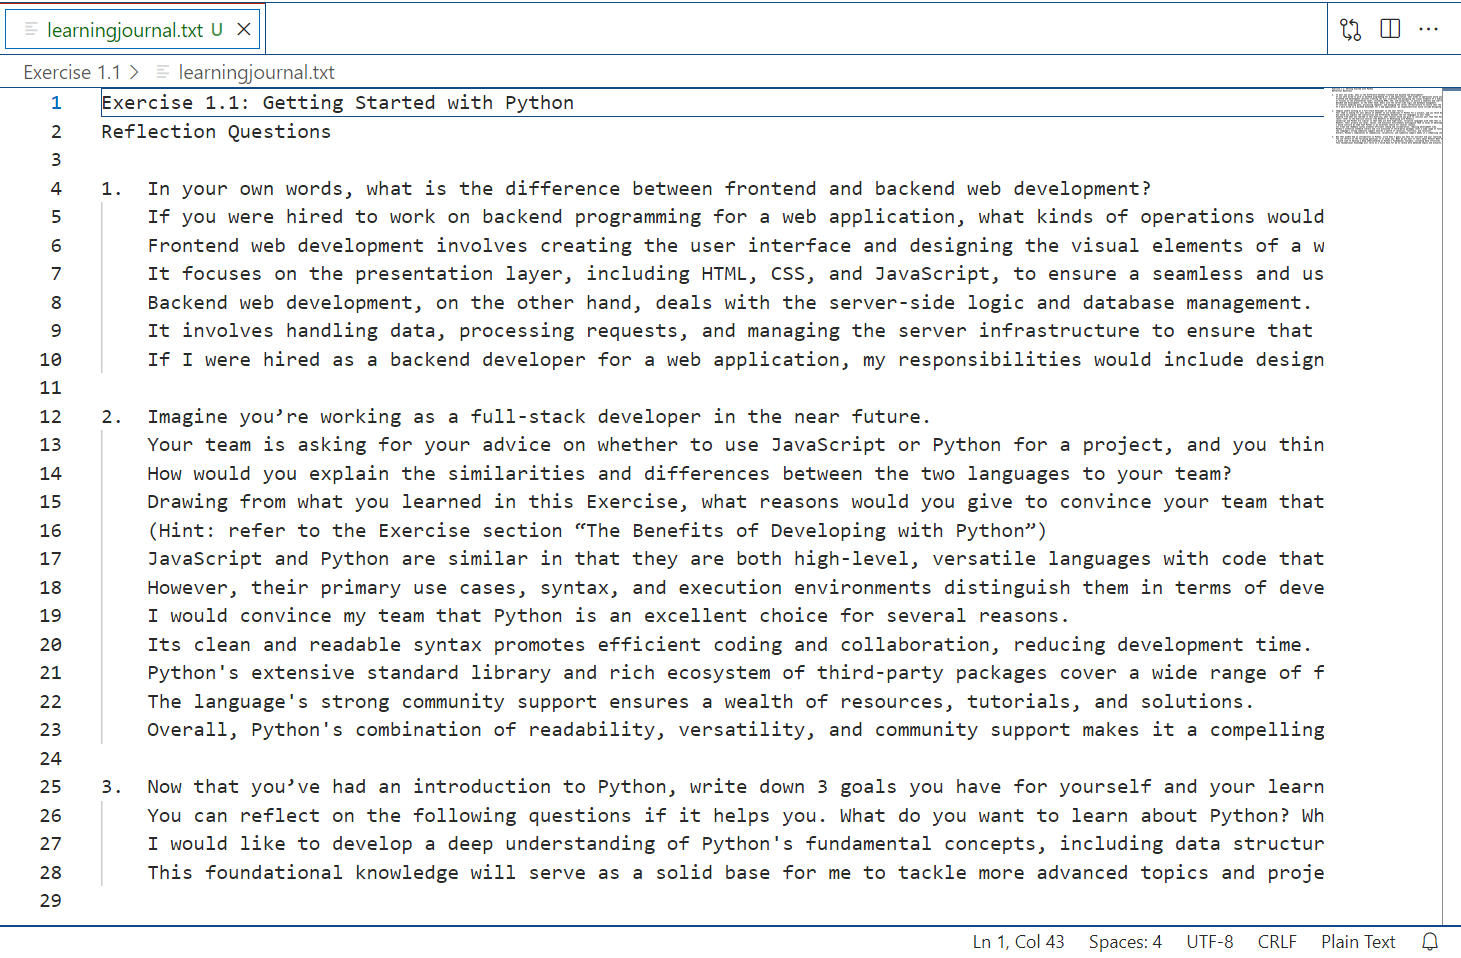 learningjournal.txt U
Exercise 1.1 > learningjournal.txt
1 Exercise 1.1: Getting Started with Python
2 Reflection Questions
3
4 1. In your own words, what is the difference between frontend and backend web development?
5 If you were hired to work on backend programming for a web application, what kinds of operations would
6 Frontend web development involves creating the user interface and designing the visual elements of a w
7 It focuses on the presentation layer, including HTML, CSS, and JavaScript, to ensure a seamless and us
8 Backend web development, on the other hand, deals with the server-side logic and database management.
9 It involves handling data, processing requests, and managing the server infrastructure to ensure that
10 If I were hired as a backend developer for a web application, my responsibilities would include design
11
12 2. Imagine you’re working as a full-stack developer in the near future.
13 Your team is asking for your advice on whether to use JavaScript or Python for a project, and you thin
14 How would you explain the similarities and differences between the two languages to your team?
15 Drawing from what you learned in this Exercise, what reasons would you give to convince your team that
16 (Hint: refer to the Exercise section “The Benefits of Developing with Python”)
17 JavaScript and Python are similar in that they are both high-level, versatile languages with code that
18 However, their primary use cases, syntax, and execution environments distinguish them in terms of deve
19 I would convince my team that Python is an excellent choice for several reasons.
20 Its clean and readable syntax promotes efficient coding and collaboration, reducing development time.
21 Python's extensive standard library and rich ecosystem of third-party packages cover a wide range of f
22 The language's strong community support ensures a wealth of resources, tutorials, and solutions.
23 Overall, Python's combination of readability, versatility, and community support makes it a compelling
24
25 3. Now that you’ve had an introduction to Python, write down 3 goals you have for yourself and your learn
26 You can reflect on the following questions if it helps you. What do you want to learn about Python? Wh
27 I would like to develop a deep understanding of Python's fundamental concepts, including data structur
28 This foundational knowledge will serve as a solid base for me to tackle more advanced topics and proje
29
Ln 1, Col 43 Spaces: 4 UTF-8 CRLF Plain Text